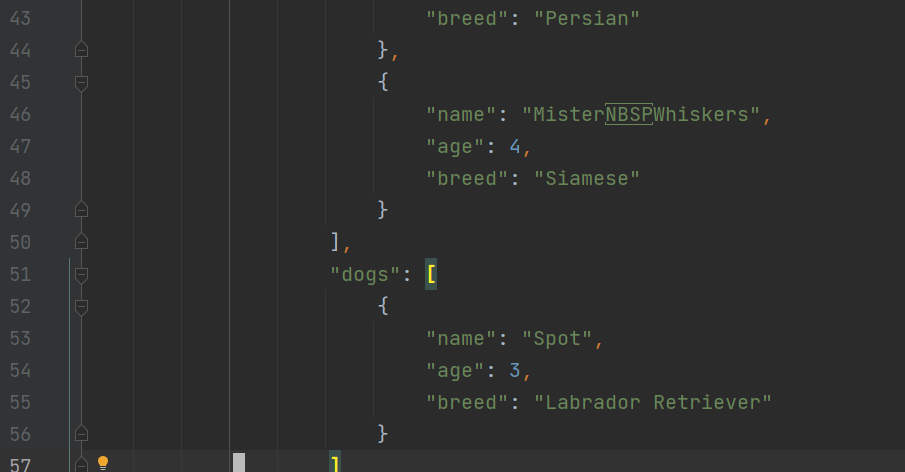 43 "breed": "Persian"
44 },
45 {
46 "name": "MisterNBSPWhiskers",
47 "age": 4,
48 "breed": "Siamese"
49 }
50 ],
51 "dogs": [
52 {
53 "name": "Spot",
54 "age": 3,
55 "breed": "Labrador Retriever"
56 }
57 ]